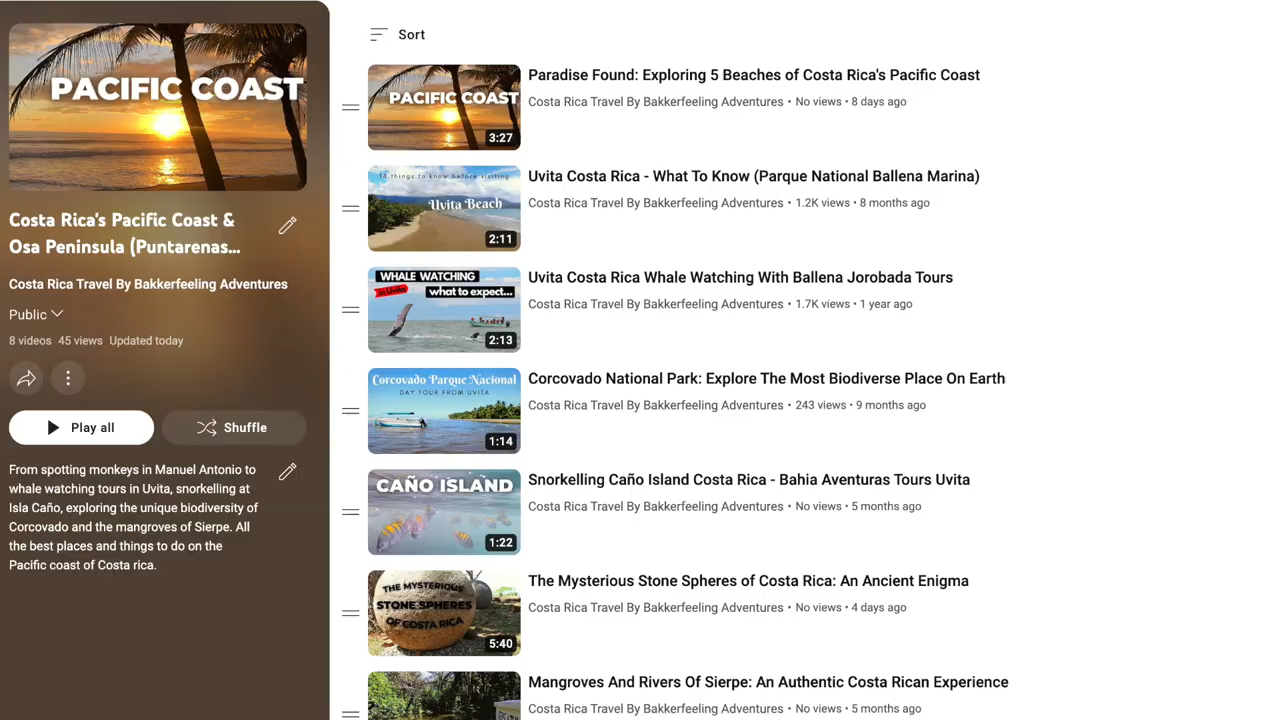 PACIFIC COAST
Costa Rica's Pacific Coast &
Osa Peninsula (Puntarenas...
Costa Rica Travel By Bakkerfeeling Adventures
Public
8 videos 45 views Updated today
Play all
Shuffle
From spotting monkeys in Manuel Antonio to
whale watching tours in Uvita, snorkelling at
Isla Caño, exploring the unique biodiversity of
Corcovado and the mangroves of Sierpe. All
the best places and things to do on the
Pacific coast of Costa rica.
Sort
PACIFIC COAST
3:27
Paradise Found: Exploring 5 Beaches of Costa Rica's Pacific Coast
Costa Rica Travel By Bakkerfeeling Adventures • No views • 8 days ago
14 things to know before visiting
Uvita Beach
2:11
Uvita Costa Rica - What To Know (Parque National Ballena Marina)
Costa Rica Travel By Bakkerfeeling Adventures • 1.2K views • 8 months ago
WHALE WATCHING
in Uvita
what to expect...
2:13
Uvita Costa Rica Whale Watching With Ballena Jorobada Tours
Costa Rica Travel By Bakkerfeeling Adventures • 1.7K views • 1 year ago
Corcovado Parque Nacional
DAY TOUR FROM UVITA
1:14
Corcovado National Park: Explore The Most Biodiverse Place On Earth
Costa Rica Travel By Bakkerfeeling Adventures • 243 views • 9 months ago
CAÑO ISLAND
1:22
Snorkelling Caño Island Costa Rica - Bahia Aventuras Tours Uvita
Costa Rica Travel By Bakkerfeeling Adventures • No views • 5 months ago
THE MYSTERIOUS
STONE SPHERES
OF COSTA RICA
5:40
The Mysterious Stone Spheres of Costa Rica: An Ancient Enigma
Costa Rica Travel By Bakkerfeeling Adventures • No views • 4 days ago
Mangroves And Rivers Of Sierpe: An Authentic Costa Rican Experience
Costa Rica Travel By Bakkerfeeling Adventures • No views • 5 months ago